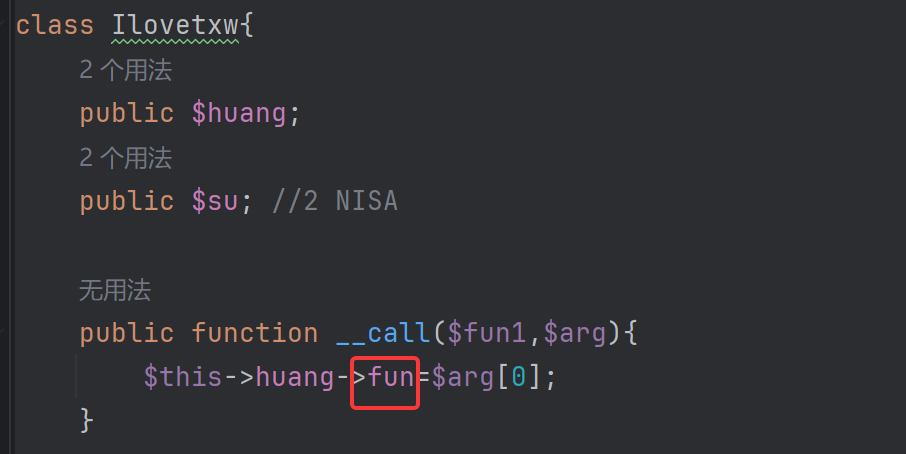 class Ilovetxw{
2 个用法
public $huang;
2 个用法
public $su; //2 NISA
无用法
public function __call($fun1,$arg){
$this->huang->fun=$arg[0];
}